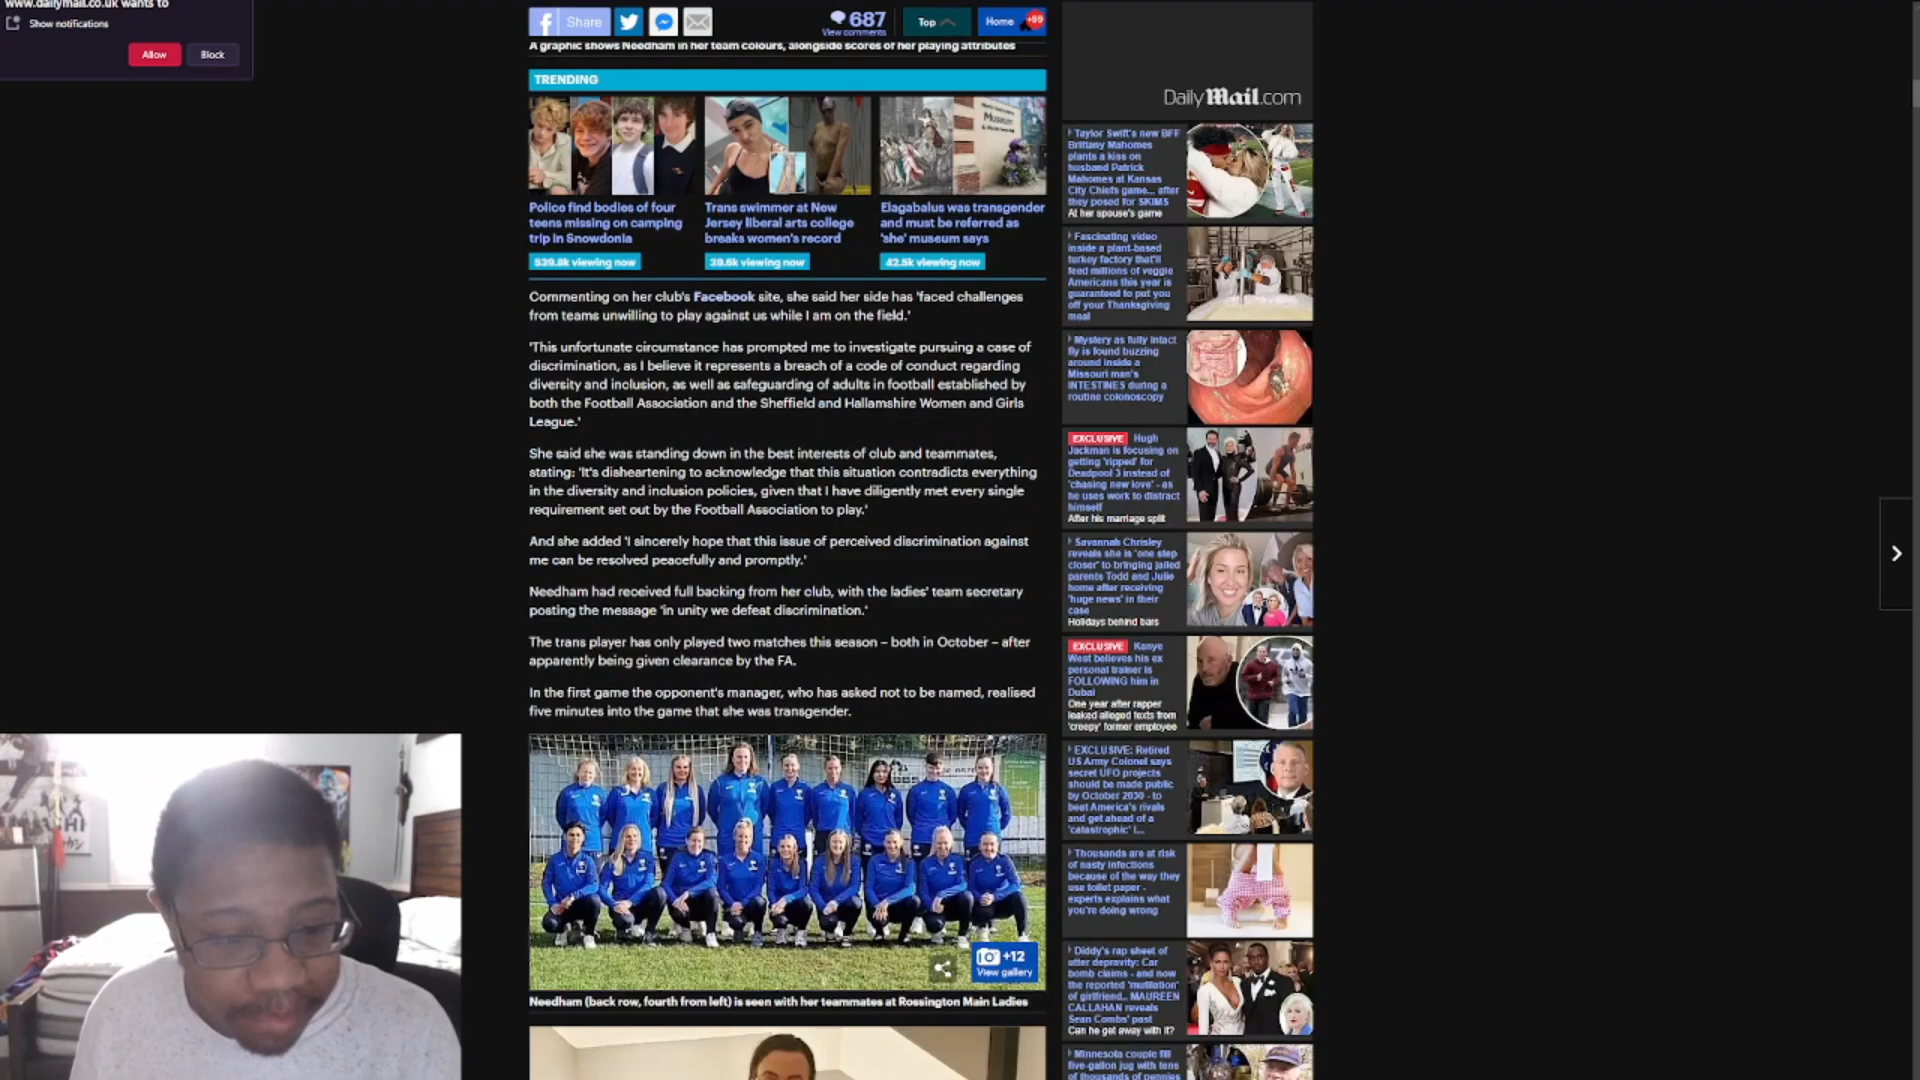 www.dailymail.co.uk wants to
Show notifications
Allow
Block
Share
687
View comments
Top
Home
+99
A graphic shows Needham in her team colours, alongside scores of her playing attributes
TRENDING
Police find bodies of four
teens missing on camping
trip in Snowdonia
539.8k viewing now
Trans swimmer at New
Jersey liberal arts college
breaks women's record
39.6k viewing now
Museum
Elagabalus was transgender
and must be referred as
'she' museum says
42.5k viewing now
Commenting on her club's Facebook site, she said her side has 'faced challenges
from teams unwilling to play against us while I am on the field.'
'This unfortunate circumstance has prompted me to investigate pursuing a case of
discrimination, as I believe it represents a breach of a code of conduct regarding
diversity and inclusion, as well as safeguarding of adults in football established by
both the Football Association and the Sheffield and Hallamshire Women and Girls
League.'
She said she was standing down in the best interests of club and teammates,
stating: 'It's disheartening to acknowledge that this situation contradicts everything
in the diversity and inclusion policies, given that I have diligently met every single
requirement set out by the Football Association to play.'
And she added 'I sincerely hope that this issue of perceived discrimination against
me can be resolved peacefully and promptly.'
Needham had received full backing from her club, with the ladies' team secretary
posting the message 'in unity we defeat discrimination.'
The trans player has only played two matches this season – both in October – after
apparently being given clearance by the FA.
In the first game the opponent's manager, who has asked not to be named, realised
five minutes into the game that she was transgender.
+12
View gallery
Needham (back row, fourth from left) is seen with her teammates at Rossington Main Ladies
Daily Mail.com
Taylor Swift's new BFF
Brittany Mahomes
plants a kiss on
husband Patrick
Mahomes at Kansas
City Chiefs game... after
they posed for SKIMS
At her spouse's game
Fascinating video
inside a plant-based
turkey factory that'll
feed millions of veggie
Americans this year is
guaranteed to put you
off your Thanksgiving
meal
Mystery as fully intact
fly is found buzzing
around inside a
Missouri man's
INTESTINES during a
routine colonoscopy
EXCLUSIVE Hugh
Jackman is focusing on
getting 'ripped' for
Deadpool 3 instead of
'chasing new love' - as
he uses work to distract
himself
After his marriage split
Savannah Chrisley
reveals she is 'one step
closer' to bringing jailed
parents Todd and Julie
home after receiving
'huge news' in their
case
Holidays behind bars
EXCLUSIVE Kanye
West believes his ex
personal trainer is
FOLLOWING him in
Dubai
One year after rapper
leaked alleged texts from
'creepy' former employee
EXCLUSIVE: Retired
US Army Colonel says
secret UFO projects
should be made public
by October 2030 - to
beat America's rivals
and get ahead of a
'catastrophic' l...
Thousands are at risk
of nasty infections
because of the way they
use toilet paper -
experts explains what
you're doing wrong
Diddy's rap sheet of
utter depravity: Car
bomb claims - and now
the reported 'mutilation'
of girlfriend... MAUREEN
CALLAHAN reveals
Sean Combs' past
Can he get away with it?
Minnesota couple fill
five-gallon jug with tens
of thousands of pennies